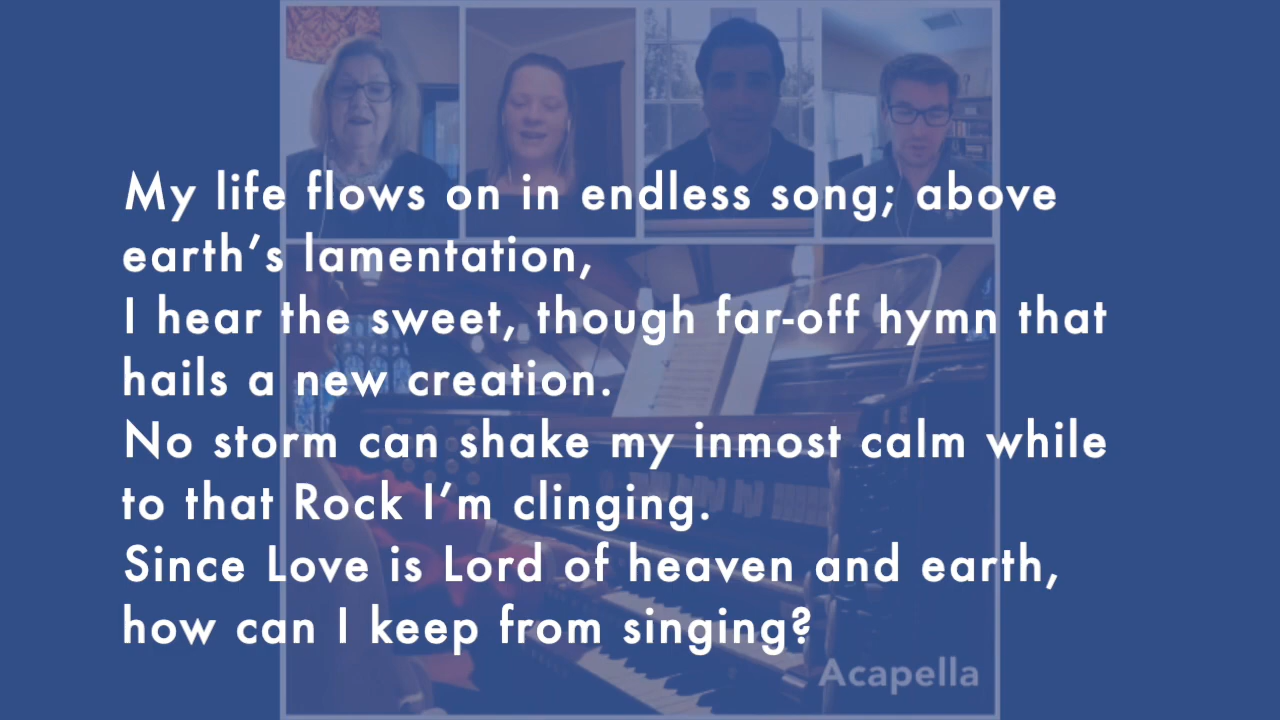 My life flows on in endless song; above
earth’s lamentation,
I hear the sweet, though far-off hymn that
hails a new creation.
No storm can shake my inmost calm while
to that Rock I’m clinging.
Since Love is Lord of heaven and earth,
how can I keep from singing?
Acapella